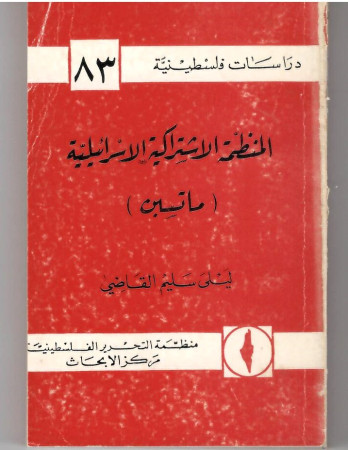 دراسات فلسطينية
٨٣
المنظمة الاشتراكية الاسرائيلية
( ماتسبن )
ليلى سليم القاضي
منظمة التحرير الفلسطينية
مركز الابحاث